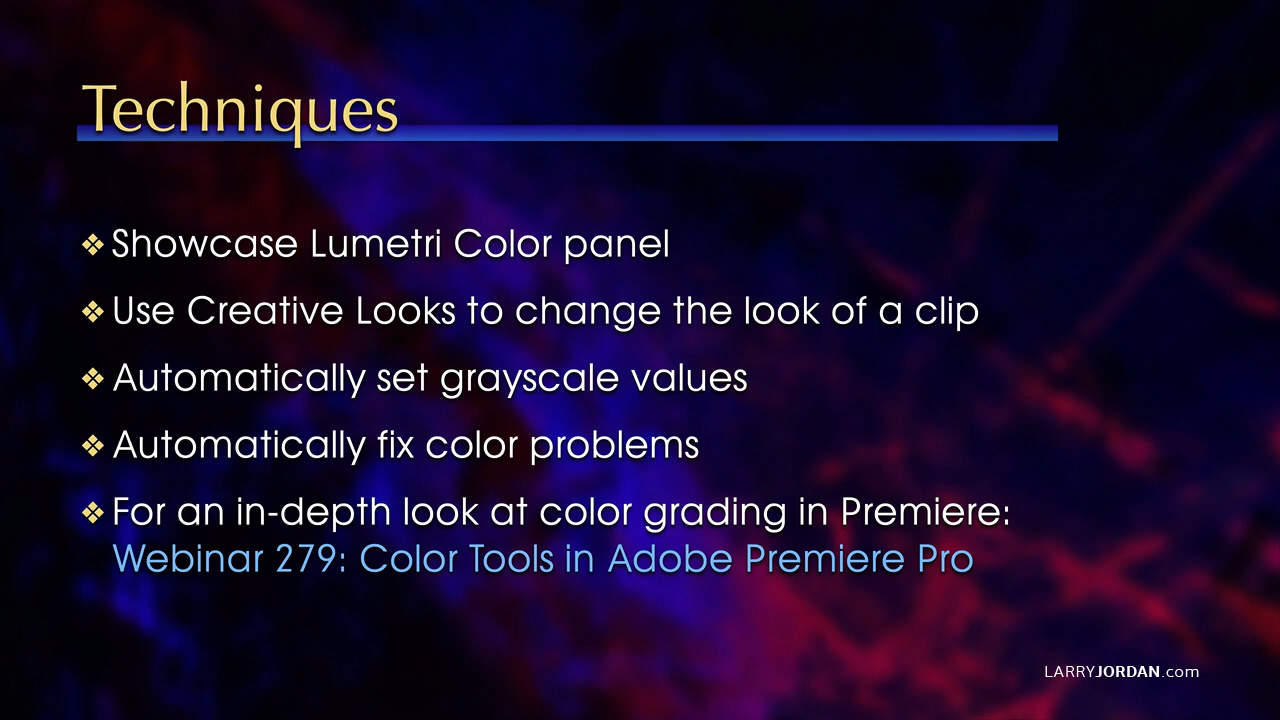 Techniques
❖ Showcase Lumetri Color panel
❖ Use Creative Looks to change the look of a clip
❖ Automatically set grayscale values
❖ Automatically fix color problems
❖ For an in-depth look at color grading in Premiere:
Webinar 279: Color Tools in Adobe Premiere Pro
LARRYJORDAN.com